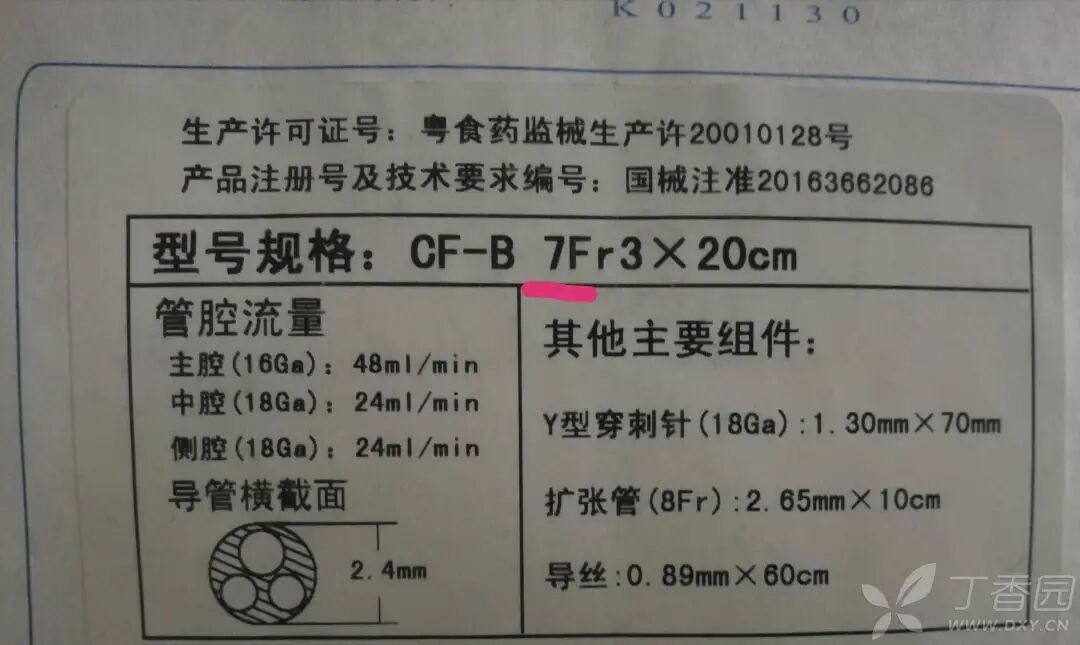 K021130
生产许可证号：粤食药监械生产许20010128号
产品注册号及技术要求编号：国械注准20163662086
型号规格：CF-B 7Fr3×20cm
管腔流量
主腔(16Ga)：48ml/min
中腔(18Ga)：24ml/min
侧腔(18Ga)：24ml/min
导管横截面
2.4mm
其他主要组件：
Y型穿刺针(18Ga):1.30mm×70mm
扩张管(8Fr):2.65mm×10cm
导丝:0.89mm×60cm
丁香园
WWW.DXY.CN